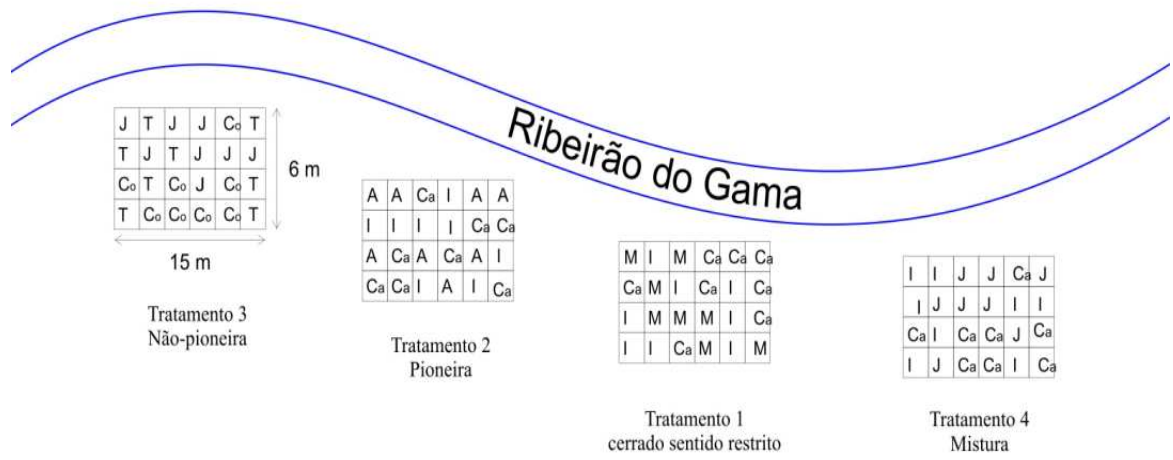 Ribeirão do Gama
J T J J Co T
T J T J J J
Co T Co J Co T
T Co Co Co Co T
6 m
15 m
Tratamento 3
Não-pioneira
A A Ca I A A
I I I I Ca Ca
A Ca A Ca A I
Ca Ca I A I Ca
Tratamento 2
Pioneira
M I M Ca Ca Ca
Ca M I Ca I Ca
I M M M I Ca
I I Ca M I M
Tratamento 1
cerrado sentido restrito
I I J J Ca J
I J J J I I
Ca I Ca Ca J Ca
I J Ca Ca I Ca
Tratamento 4
Mistura